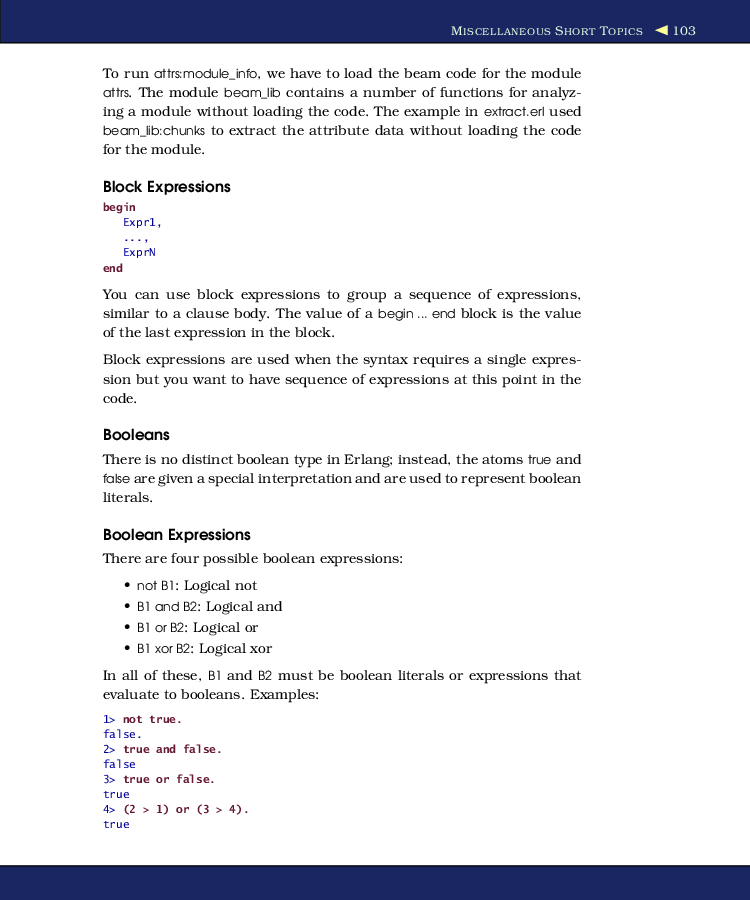 MISCELLANEOUS SHORT TOPICS ◀ 103
To run attrs:module_info, we have to load the beam code for the module
attrs. The module beam_lib contains a number of functions for analyz-
ing a module without loading the code. The example in extract.erl used
beam_lib:chunks to extract the attribute data without loading the code
for the module.
Block Expressions
begin
Expr1,
...,
ExprN
end
You can use block expressions to group a sequence of expressions,
similar to a clause body. The value of a begin ... end block is the value
of the last expression in the block.
Block expressions are used when the syntax requires a single expres-
sion but you want to have sequence of expressions at this point in the
code.
Booleans
There is no distinct boolean type in Erlang; instead, the atoms true and
false are given a special interpretation and are used to represent boolean
literals.
Boolean Expressions
There are four possible boolean expressions:
• not B1: Logical not
• B1 and B2: Logical and
• B1 or B2: Logical or
• B1 xor B2: Logical xor
In all of these, B1 and B2 must be boolean literals or expressions that
evaluate to booleans. Examples:
1> not true.
false.
2> true and false.
false
3> true or false.
true
4> (2 > 1) or (3 > 4).
true